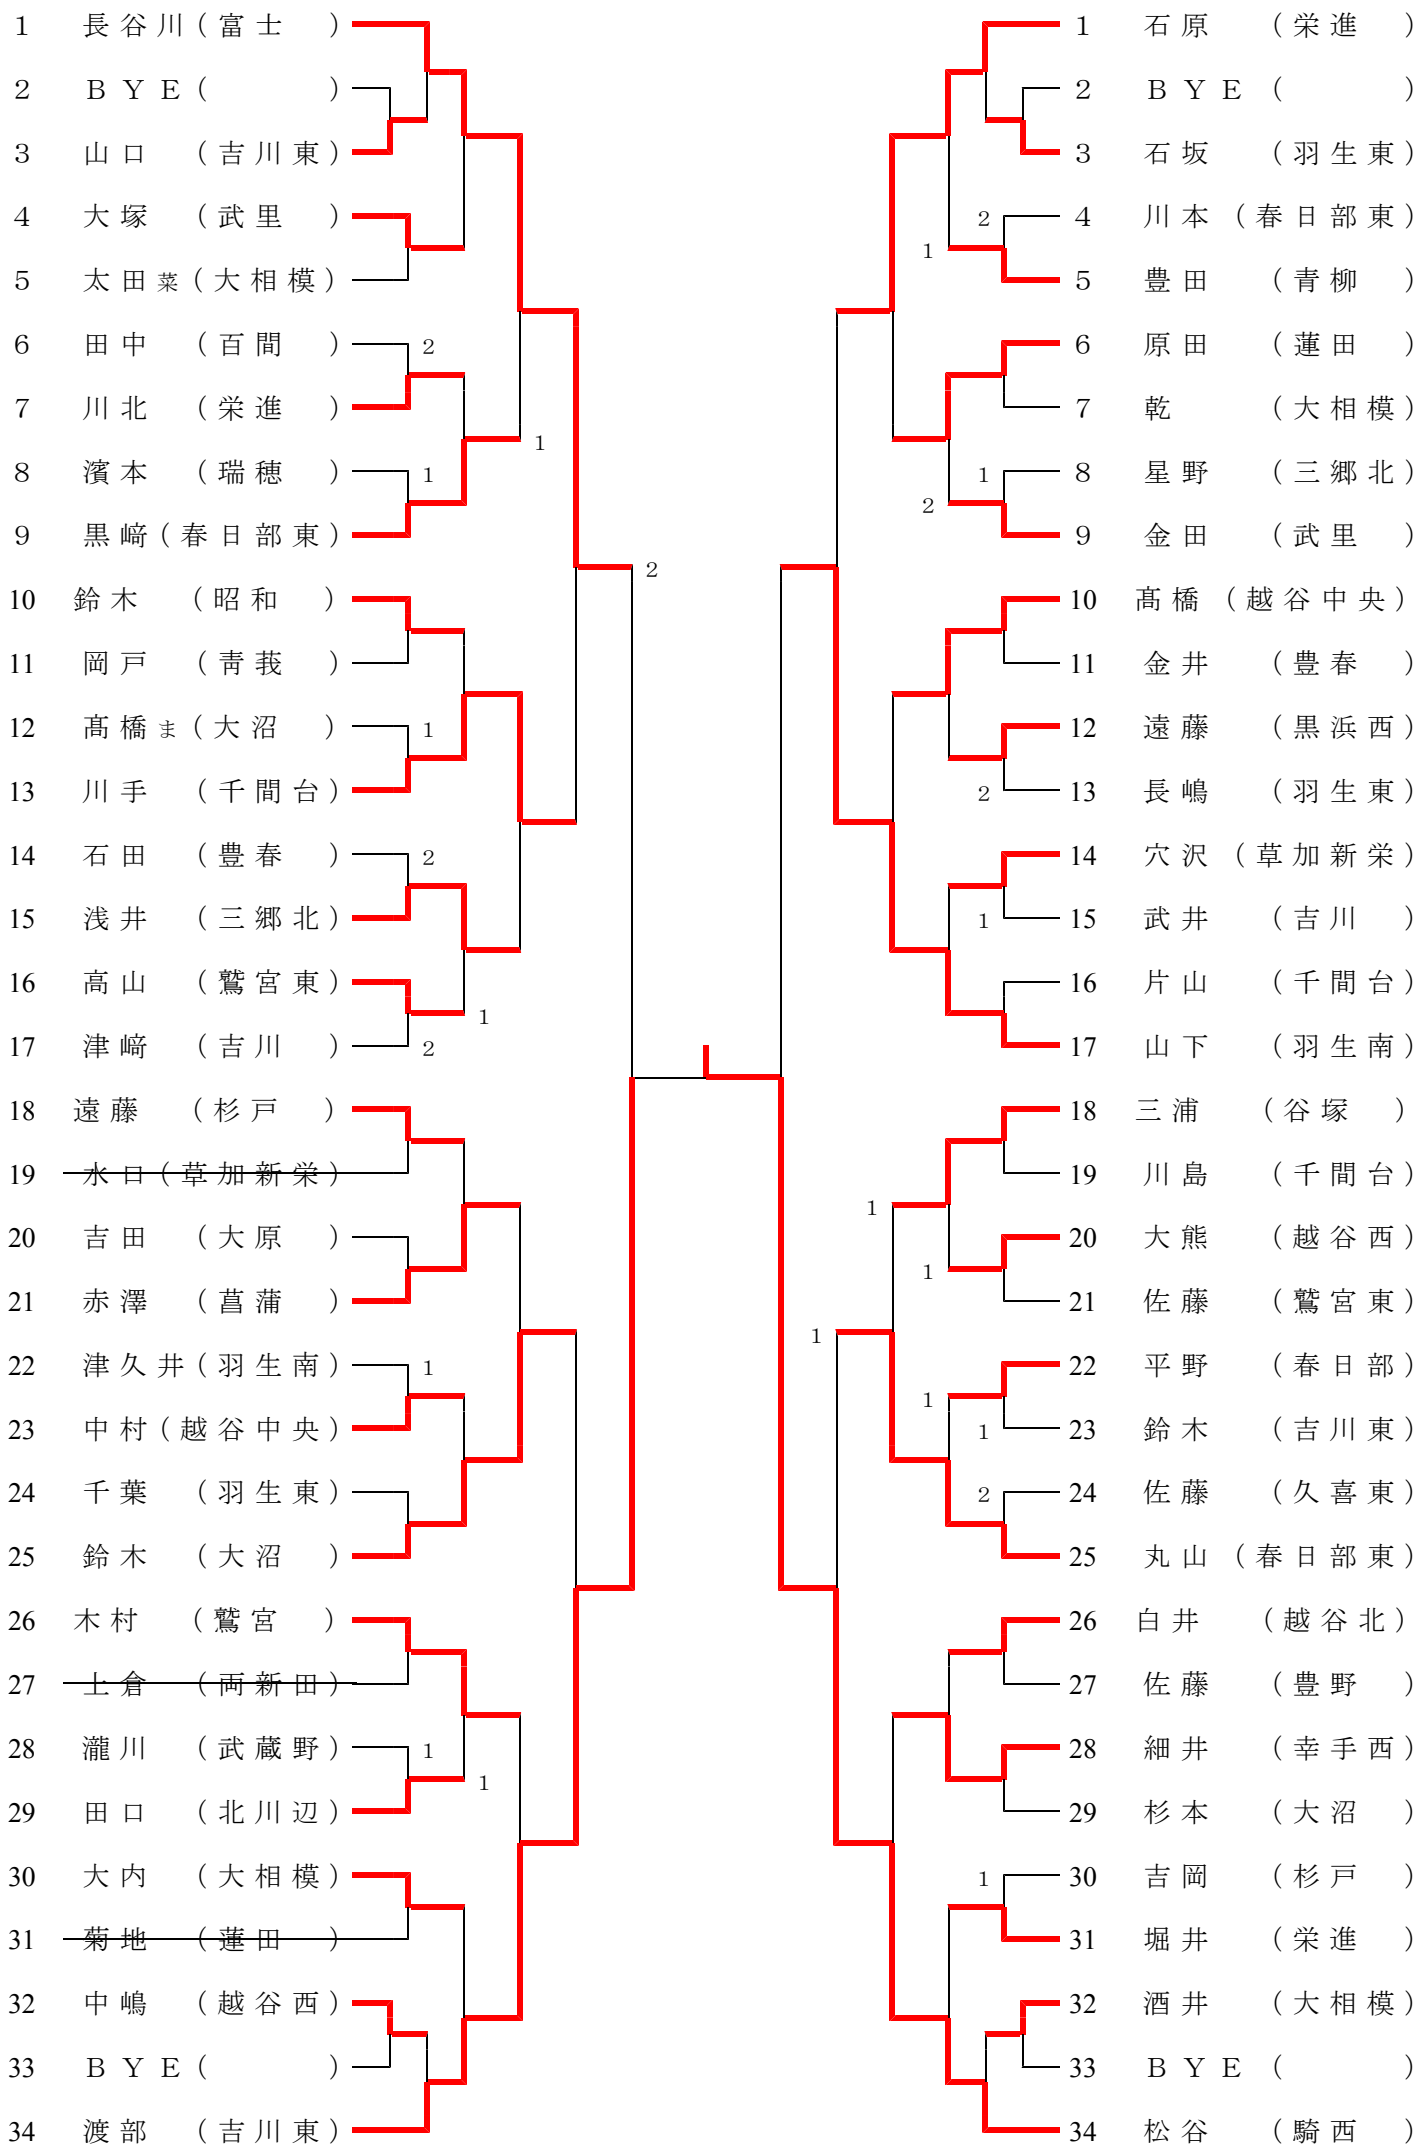 1 長谷川(富士 ) 1 石原 (栄進 )
2 ＢＹＥ( ) 2 ＢＹＥ ( )
3 山口 (吉川東) 3 石坂 (羽生東)
4 大塚 (武里 ) 2 4 川本 (春日部東)
1
5 太田菜(大相模) 5 豊田 (青柳 )
6 田中 (百間 ) 2 6 原田 (蓮田 )
7 川北 (栄進 ) 7 乾 (大相模)
1
8 濱本 (瑞穂 ) 1 1 8 星野 (三郷北)
2
9 黒﨑(春日部東) 9 金田 (武里 )
2
10 鈴木 (昭和 ) 10 髙橋 (越谷中央)
11 岡戸 (青莪 ) 11 金井 (豊春 )
12 髙橋ま(大沼 ) 1 12 遠藤 (黒浜西)
13 川手 (千間台) 2 13 長嶋 (羽生東)
14 石田 (豊春 ) 2 14 穴沢 (草加新栄)
15 浅井 (三郷北) 1 15 武井 (吉川 )
16 高山 (鷲宮東) 16 片山 (千間台)
1
17 津﨑 (吉川 ) 2 17 山下 (羽生南)
18 遠藤 (杉戸 ) 18 三浦 (谷塚 )
19 水口(草加新栄) 19 川島 (千間台)
1
20 吉田 (大原 ) 20 大熊 (越谷西)
1
21 赤澤 (菖蒲 ) 21 佐藤 (鷲宮東)
1
22 津久井(羽生南) 1 22 平野 (春日部)
1
23 中村(越谷中央) 1 23 鈴木 (吉川東)
24 千葉 (羽生東) 2 24 佐藤 (久喜東)
25 鈴木 (大沼 ) 25 丸山 (春日部東)
26 木村 (鷲宮 ) 26 白井 (越谷北)
27 土倉 (両新田) 27 佐藤 (豊野 )
28 瀧川 (武蔵野) 1 28 細井 (幸手西)
1
29 田口 (北川辺) 29 杉本 (大沼 )
30 大内 (大相模) 1 30 吉岡 (杉戸 )
31 菊地 (蓮田 ) 31 堀井 (栄進 )
32 中嶋 (越谷西) 32 酒井 (大相模)
33 ＢＹＥ( ) 33 ＢＹＥ ( )
34 渡部 (吉川東) 34 松谷 (騎西 )